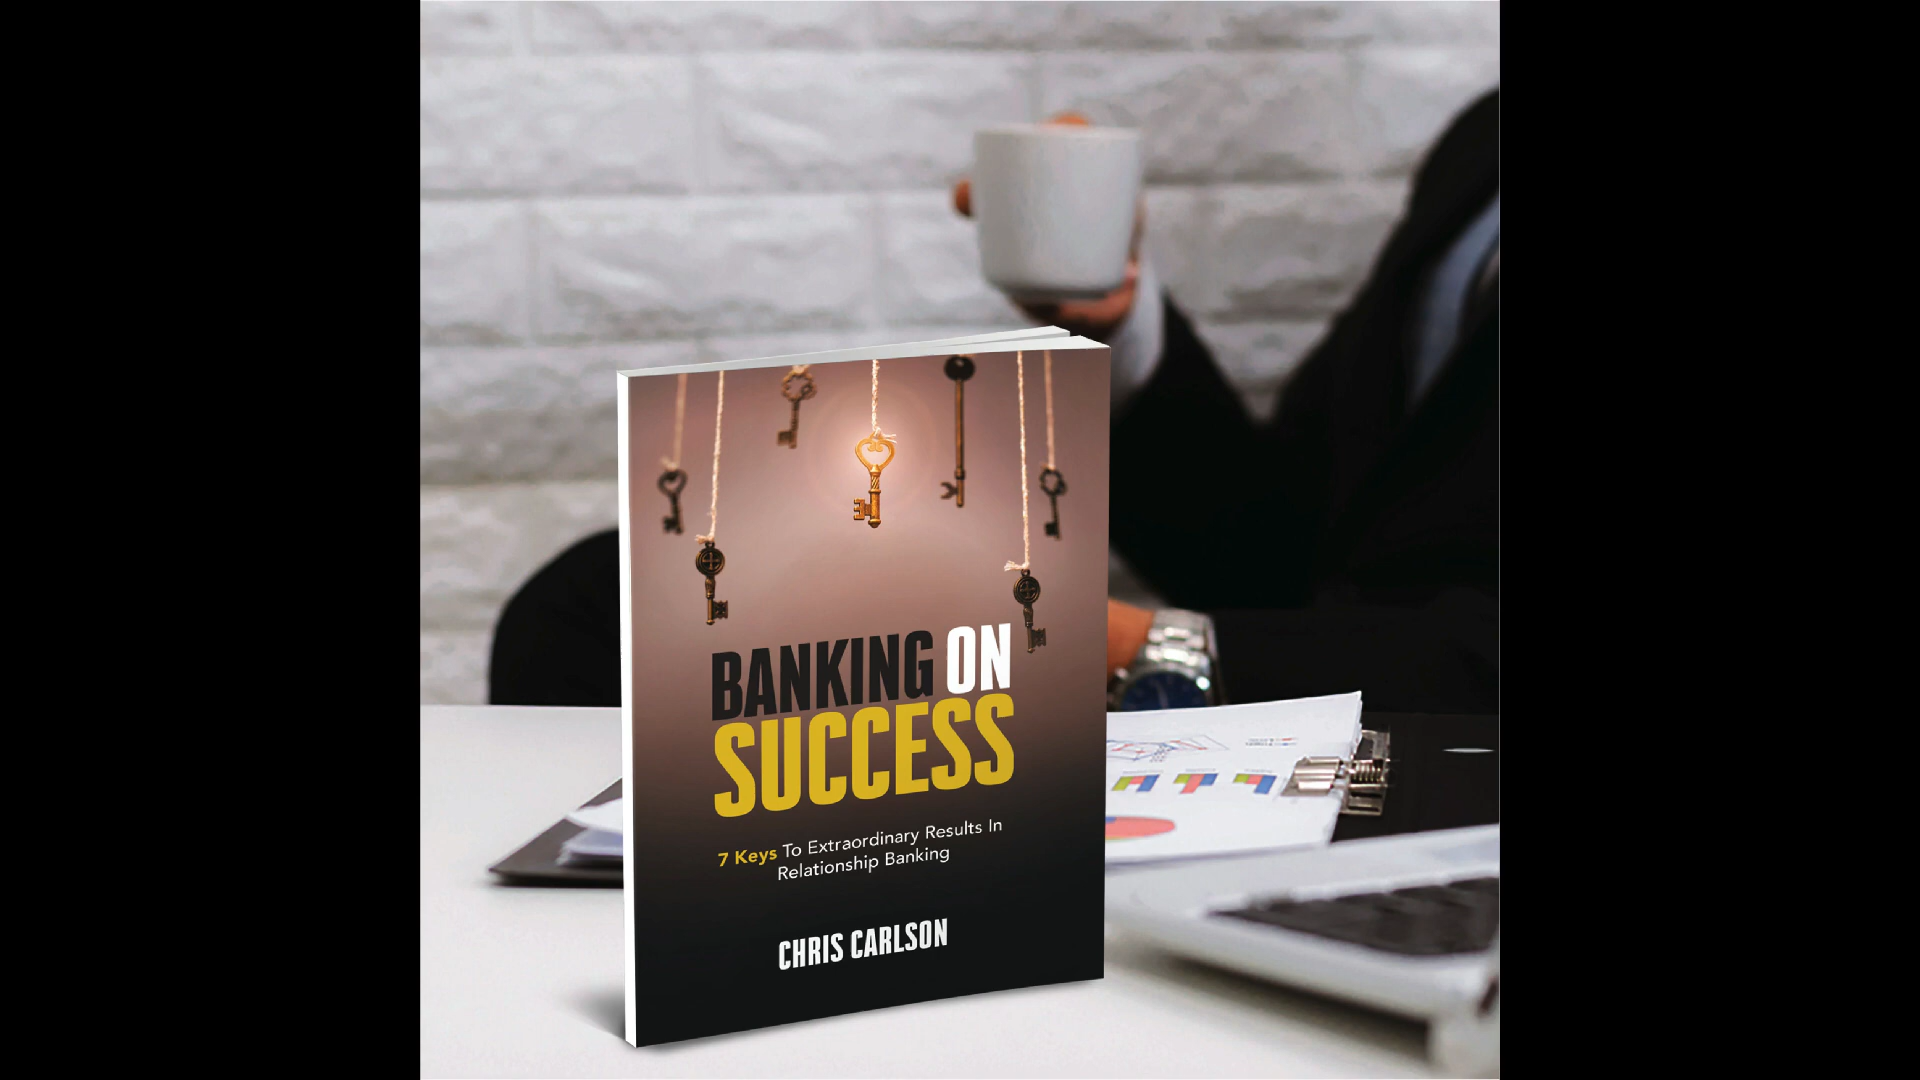 BANKING ON
SUCCESS
7 Keys To Extraordinary Results In
Relationship Banking
CHRIS CARLSON